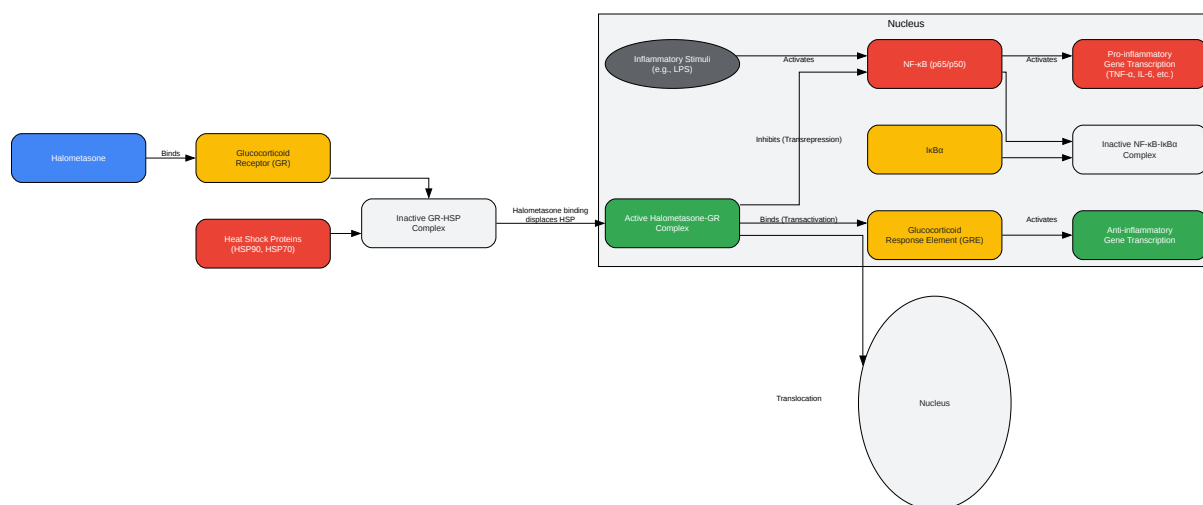 Nucleus
Inflammatory Stimuli
(e.g., LPS)
Activates
NF-κB (p65/p50)
Activates
Pro-inflammatory
Gene Transcription
(TNF-α, IL-6, etc.)
Halometasone
Binds
Glucocorticoid
Receptor (GR)
Inhibits (Transrepression)
IκBα
Inactive NF-κB-IκBα
Complex
Heat Shock Proteins
(HSP90, HSP70)
Inactive GR-HSP
Complex
Halometasone binding
displaces HSP
Active Halometasone-GR
Complex
Binds (Transactivation)
Glucocorticoid
Response Element (GRE)
Activates
Anti-inflammatory
Gene Transcription
Translocation
Nucleus